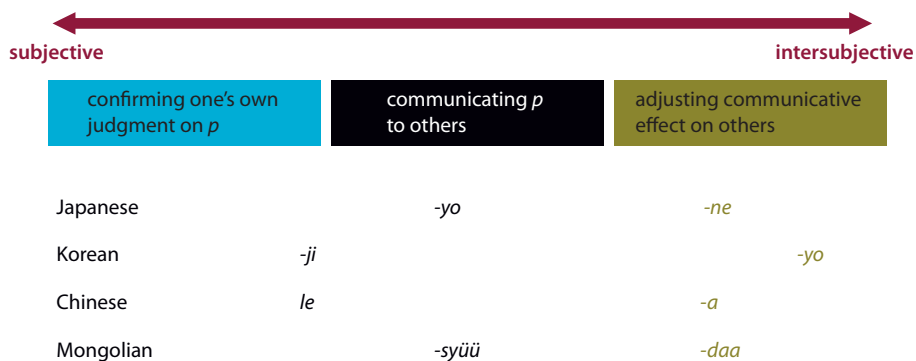 subjective intersubjective
confirming one's own communicating p adjusting communicative
judgment on p to others effect on others
Japanese -yo -ne
Korean -ji -yo
Chinese le -a
Mongolian -syüü -daa